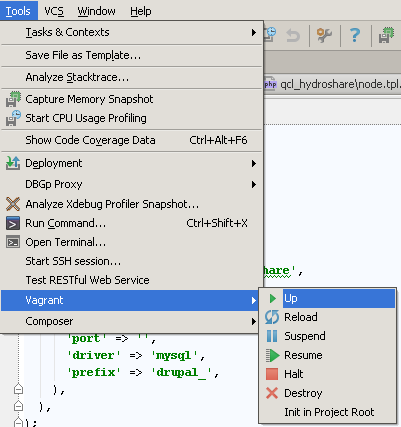 Tools VCS Window Help
Tasks & Contexts
Save File as Template...
Analyze Stacktrace...
php qcl_hydroshare\node.tpl.
Capture Memory Snapshot
Start CPU Usage Profiling
Show Code Coverage Data Ctrl+Alt+F6
Deployment
DBGp Proxy
Analyze Xdebug Profiler Snapshot...
Run Command... Ctrl+Shift+X
Open Terminal...
Start SSH session...
share',
Test RESTful Web Service
Vagrant
Up
Composer
Reload
Suspend
Resume
Halt
Destroy
Init in Project Root
'port' => '',
'driver' => 'mysql',
'prefix' => 'drupal_',
),
),
);